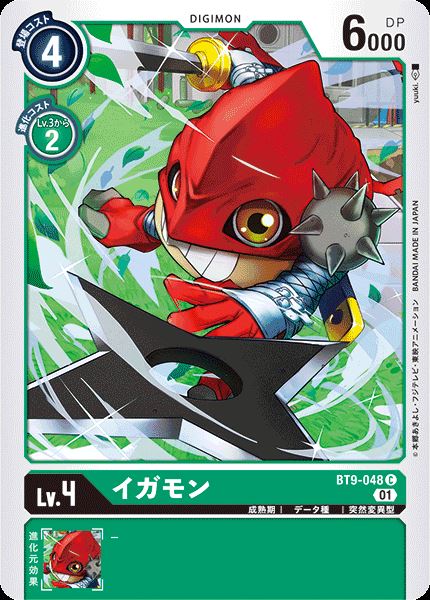 DIGIMON
登場コスト
4
6000
DP
進化コスト
Lv.3から
2
yuuki.
©本郷あきよし・フジテレビ・東映アニメーション BANDAI MADE IN JAPAN
Lv.4
イガモン
BT9-048 C
01
成熟期 | データ種 | 突然変異型
進化元効果
—